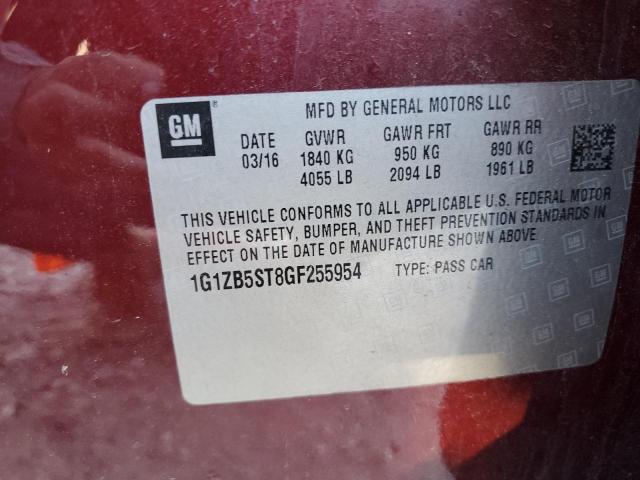 GM
MFD BY GENERAL MOTORS LLC
DATE GVWR GAWR FRT GAWR RR
03/16 1840 KG 950 KG 890 KG
4055 LB 2094 LB 1961 LB
THIS VEHICLE CONFORMS TO ALL APPLICABLE U.S. FEDERAL MOTOR
VEHICLE SAFETY, BUMPER, AND THEFT PREVENTION STANDARDS IN
EFFECT ON THE DATE OF MANUFACTURE SHOWN ABOVE
1G1ZB5ST8GF255954 TYPE: PASS CAR